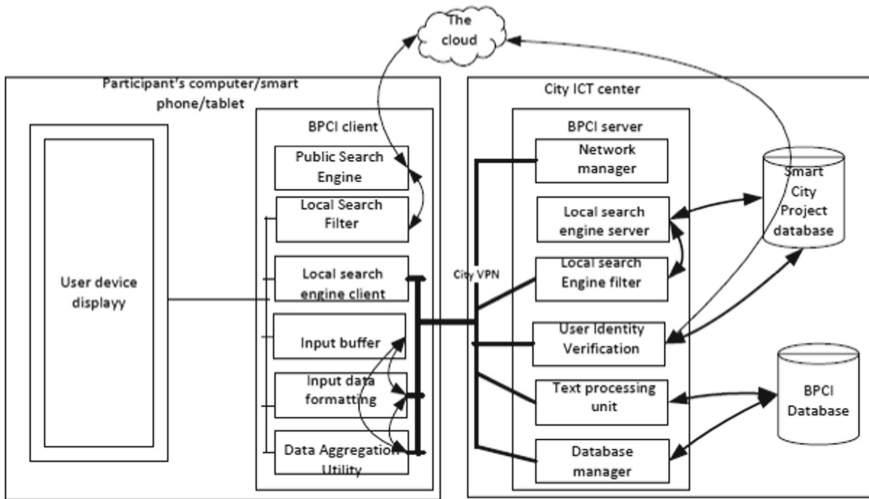 The
cloud
Participant's computer/smart
phone/tablet
City ICT center
BPCI client
BPCI server
Public Search
Engine
Local Search
Filter
Local search
engine client
Input buffer
Input data
formatting
Data Aggregation
Utility
User device
displayy
City VPN
Network
manager
Local search
engine server
Local search
Engine filter
User Identity
Verification
Text processing
unit
Database
manager
Smart
City
Project
database
BPCI
Database